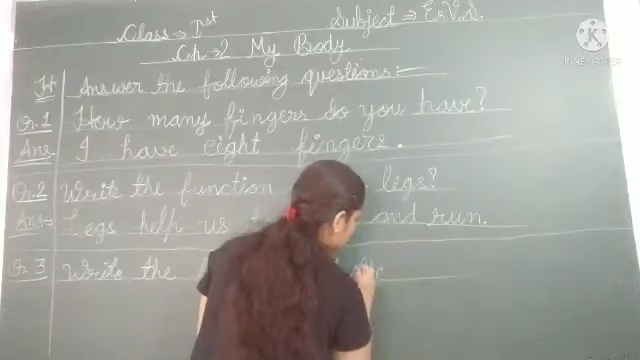 Class ⇒ Ist Subject ⇒ E.V.S.
Ch ⇒ 2 My Body
Answer the following questions:-
Q.1 How many fingers do you have?
Ans. I have eight fingers.
Q.2 Write the function legs?
Ans⇒ Legs help us and run.
Q.3 Write the
KINEMASTER